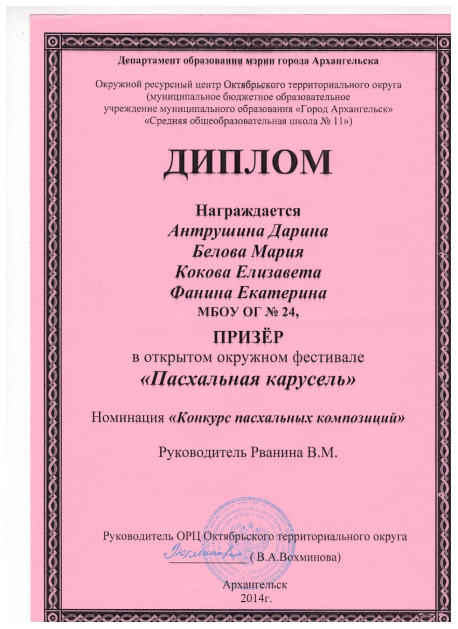 Департамент образования мэрии города Архангельска
Окружной ресурсный центр Октябрьского территориального округа
(муниципальное бюджетное образовательное
учреждение муниципального образования «Город Архангельск»
«Средняя общеобразовательная школа № 11»)
ДИПЛОМ
Награждается
Антрушина Дарина
Белова Мария
Кокова Елизавета
Фанина Екатерина
МБОУ ОГ № 24,
ПРИЗЁР
в открытом окружном фестивале
«Пасхальная карусель»
Номинация «Конкурс пасхальных композиций»
Руководитель Рванина В.М.
Руководитель ОРЦ Октябрьского территориального округа
( В.А.Вохминова)
Архангельск
2014г.